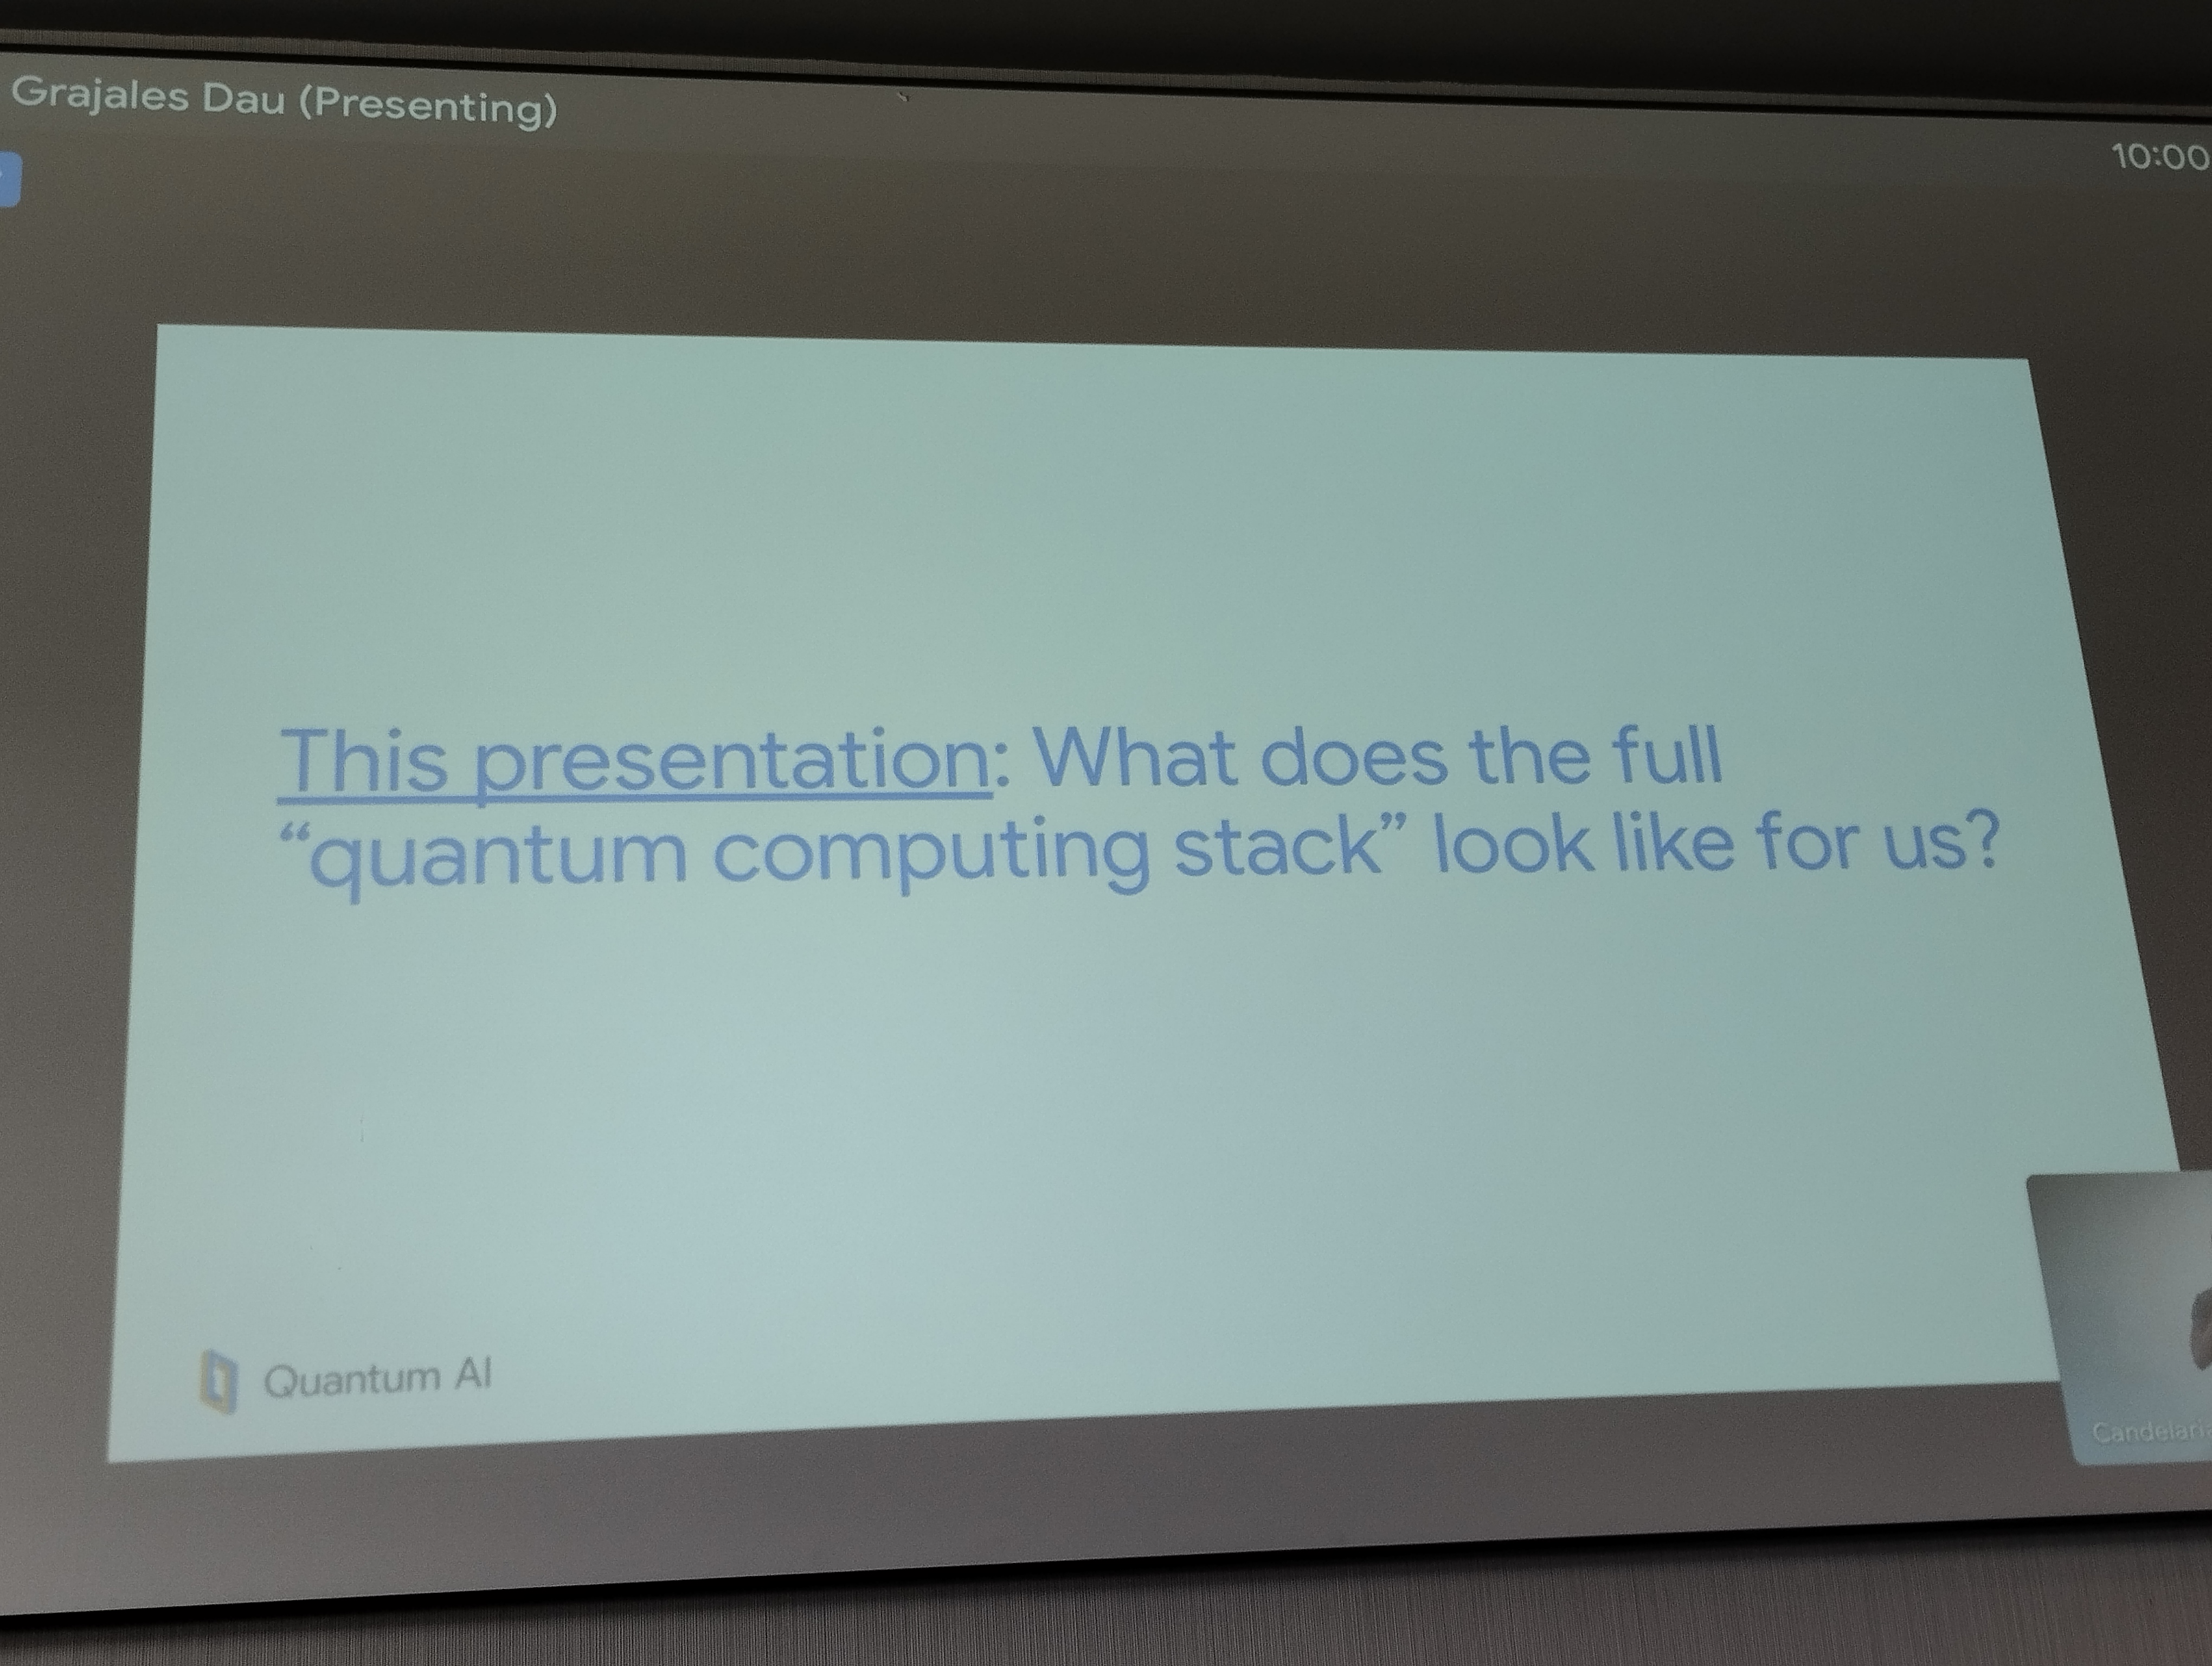 Grajales Dau (Presenting)
10:00
This presentation: What does the full
“quantum computing stack” look like for us?
Quantum AI